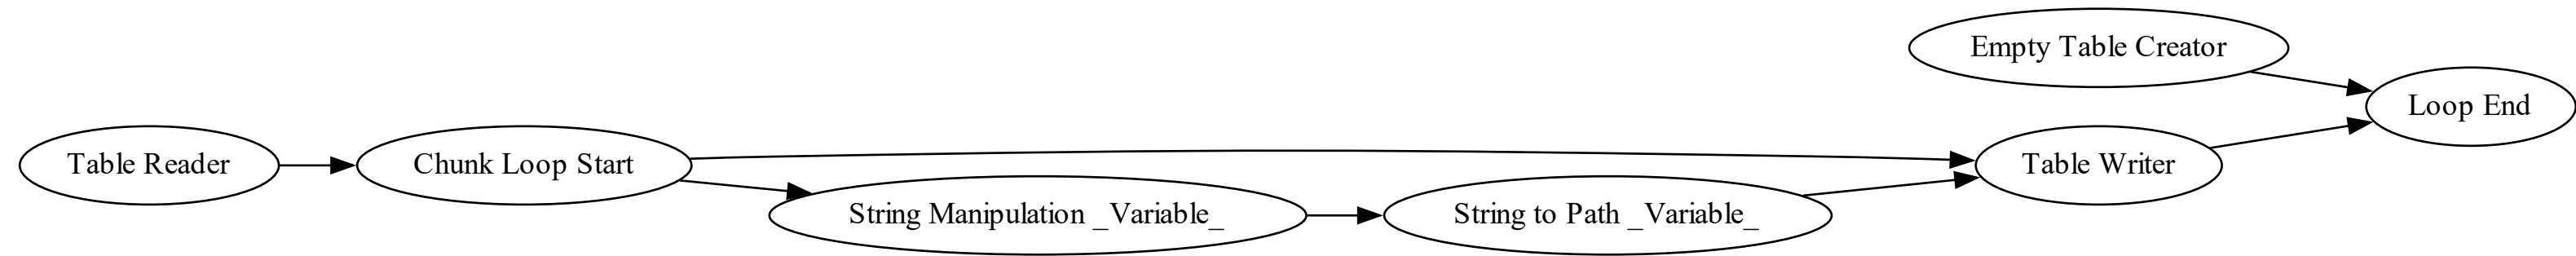 Empty Table Creator
Loop End
Table Reader
Chunk Loop Start
Table Writer
String Manipulation _Variable_
String to Path _Variable_